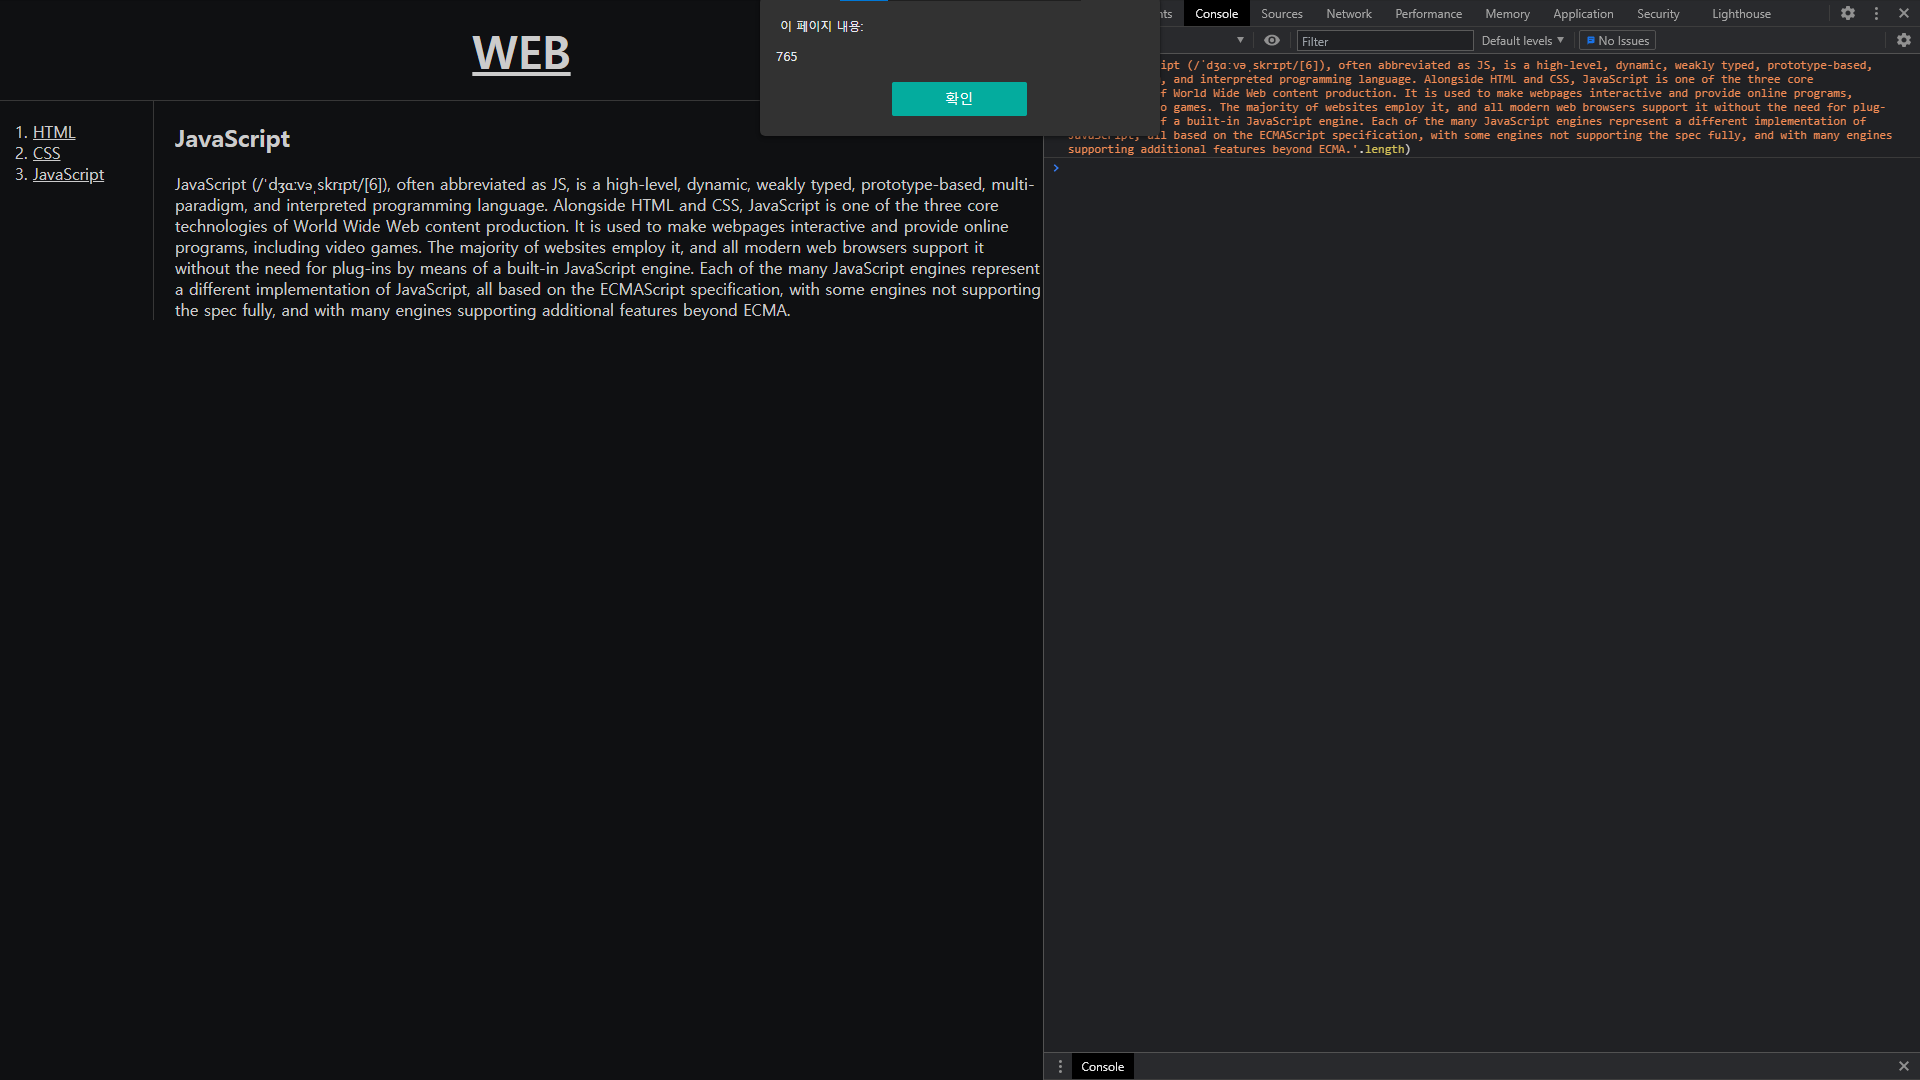 WEB
1. HTML
2. CSS
3. JavaScript
JavaScript
JavaScript (/ˈdʒɑːvəˌskrɪpt/[6]), often abbreviated as JS, is a high-level, dynamic, weakly typed, prototype-based, multi-
paradigm, and interpreted programming language. Alongside HTML and CSS, JavaScript is one of the three core
technologies of World Wide Web content production. It is used to make webpages interactive and provide online
programs, including video games. The majority of websites employ it, and all modern web browsers support it
without the need for plug-ins by means of a built-in JavaScript engine. Each of the many JavaScript engines represent
a different implementation of JavaScript, all based on the ECMAScript specification, with some engines not supporting
the spec fully, and with many engines supporting additional features beyond ECMA.
이 페이지 내용:
765
확인
nts Console Sources Network Performance Memory Application Security Lighthouse
Filter Default levels No Issues
ipt (/ˈdʒɑːvəˌskrɪpt/[6]), often abbreviated as JS, is a high-level, dynamic, weakly typed, prototype-based,
, and interpreted programming language. Alongside HTML and CSS, JavaScript is one of the three core
f World Wide Web content production. It is used to make webpages interactive and provide online programs,
o games. The majority of websites employ it, and all modern web browsers support it without the need for plug-
f a built-in JavaScript engine. Each of the many JavaScript engines represent a different implementation of
JavaScript, all based on the ECMAScript specification, with some engines not supporting the spec fully, and with many engines
supporting additional features beyond ECMA.'.length)
Console